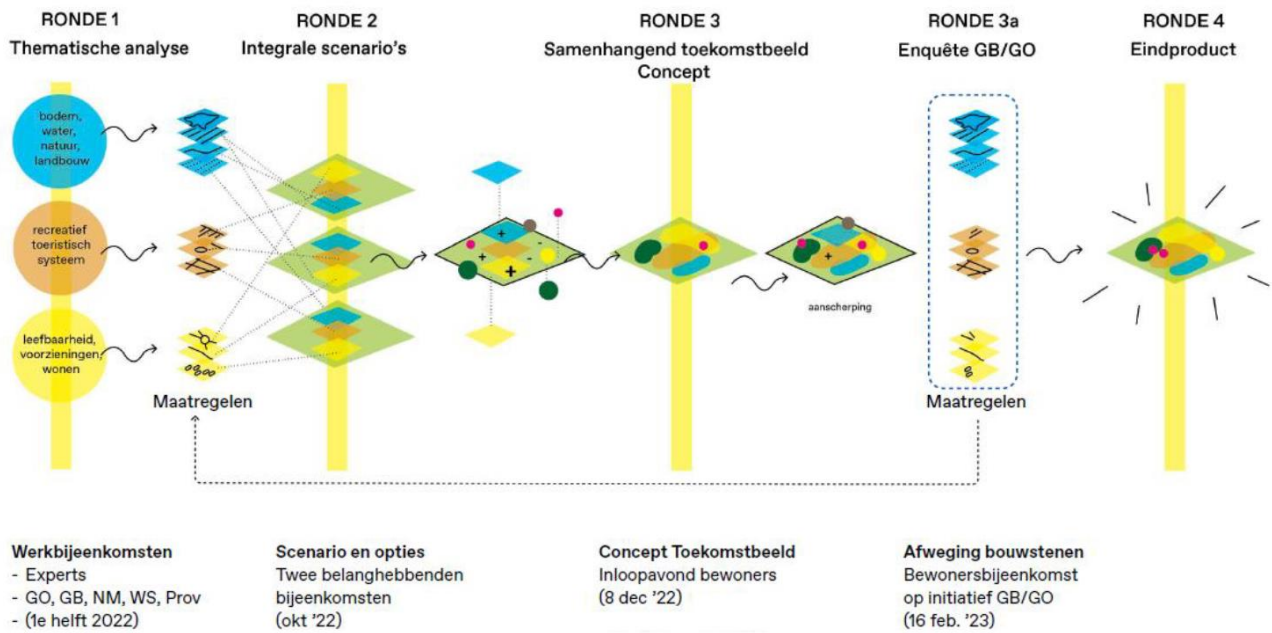 RONDE 1
Thematische analyse
RONDE 2
Integrale scenario's
RONDE 3
Samenhangend toekomstbeeld
Concept
RONDE 3a
Enquête GB/GO
RONDE 4
Eindproduct
bodem,
water,
natuur,
landbouw
recreatief
toeristisch
systeem
leefbaarheid,
voorzieningen,
wonen
Maatregelen
+
-
+
-
+
+
aanscherping
Maatregelen
Werkbijeenkomsten
- Experts
- GO, GB, NM, WS, Prov
- (1e helft 2022)
Scenario en opties
Twee belanghebbenden
bijeenkomsten
(okt '22)
Concept Toekomstbeeld
Inloopavond bewoners
(8 dec '22)
Afweging bouwstenen
Bewonersbijeenkomst
op initiatief GB/GO
(16 feb. '23)